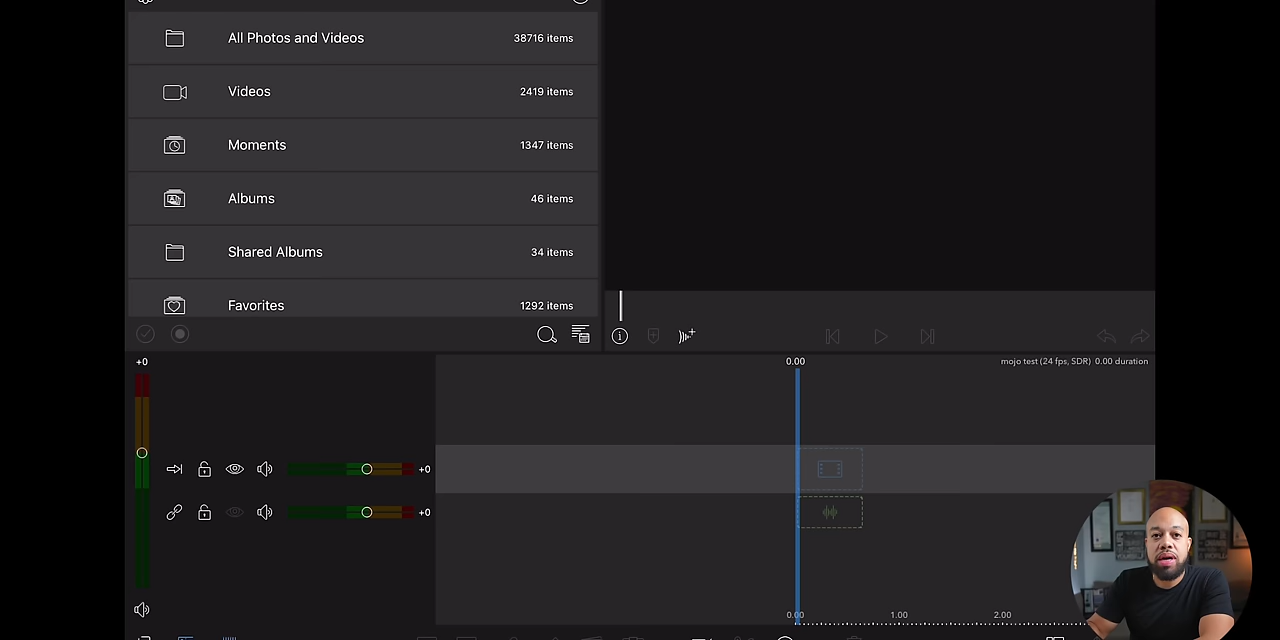 All Photos and Videos 38716 items
Videos 2419 items
Moments 1347 items
Albums 46 items
Shared Albums 34 items
Favorites 1292 items
+0
0.00
mojo test (24 fps, SDR) 0.00 duration
+0
+0
0.00 1.00 2.00